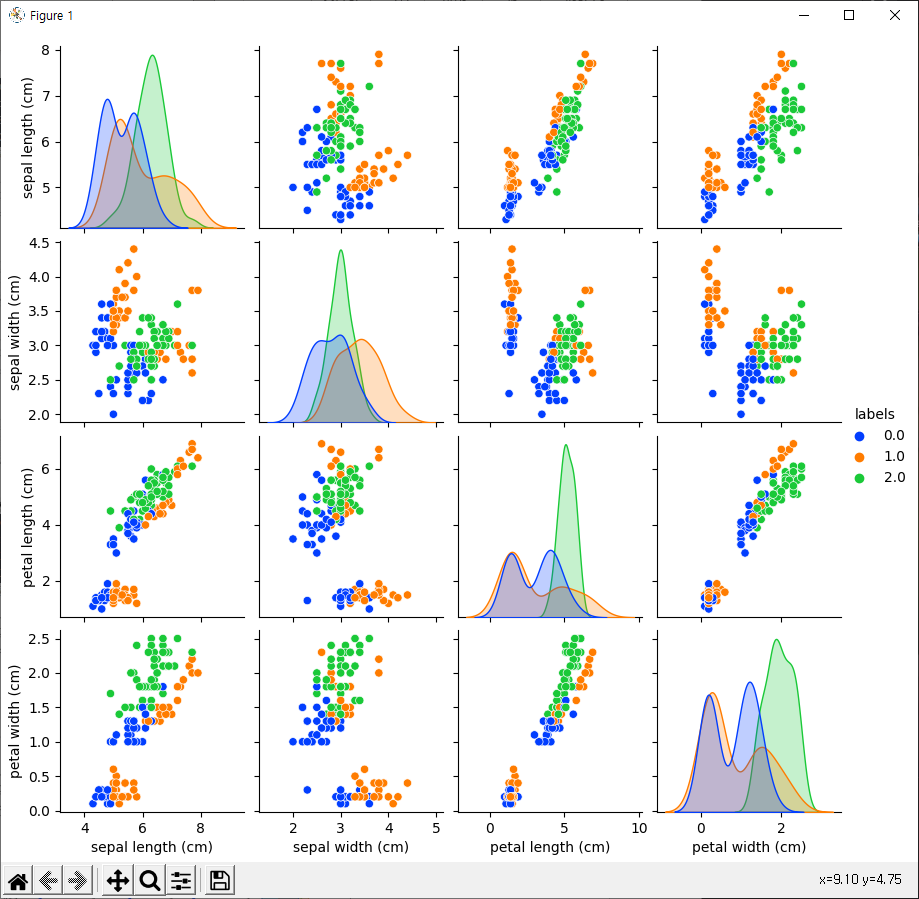 Figure 1
8
7
6
5
sepal length (cm)
4.5
4.0
3.5
3.0
2.5
2.0
sepal width (cm)
labels
0.0
1.0
2.0
6
4
2
petal length (cm)
2.5
2.0
1.5
1.0
0.5
0.0
petal width (cm)
4 6 8
sepal length (cm)
2 3 4 5
sepal width (cm)
0 5 10
petal length (cm)
0 2
petal width (cm)
x=9.10 y=4.75